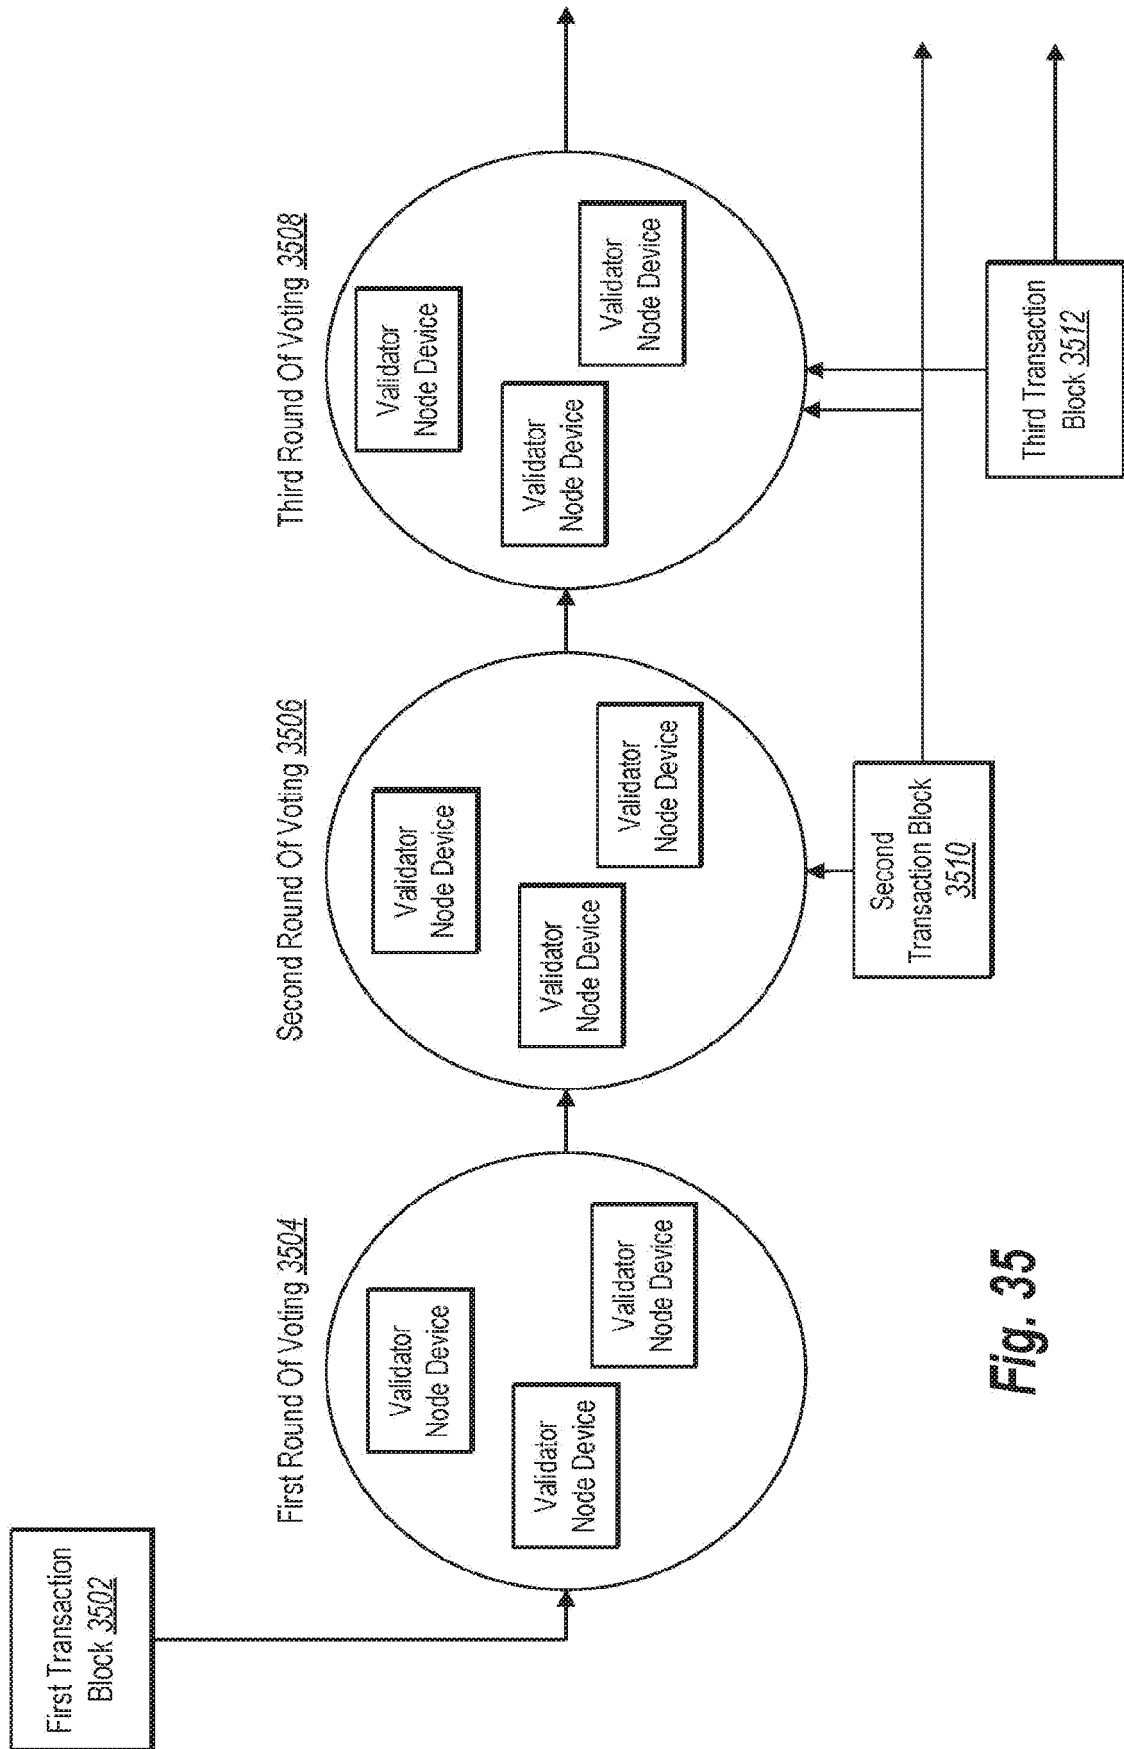 First Transaction
Block 3502
First Round Of Voting 3504
Validator
Node Device
Validator
Node Device
Validator
Node Device
Second Round Of Voting 3506
Validator
Node Device
Validator
Node Device
Validator
Node Device
Third Round Of Voting 3508
Validator
Node Device
Validator
Node Device
Validator
Node Device
Second
Transaction Block
3510
Third Transaction
Block 3512
Fig. 35